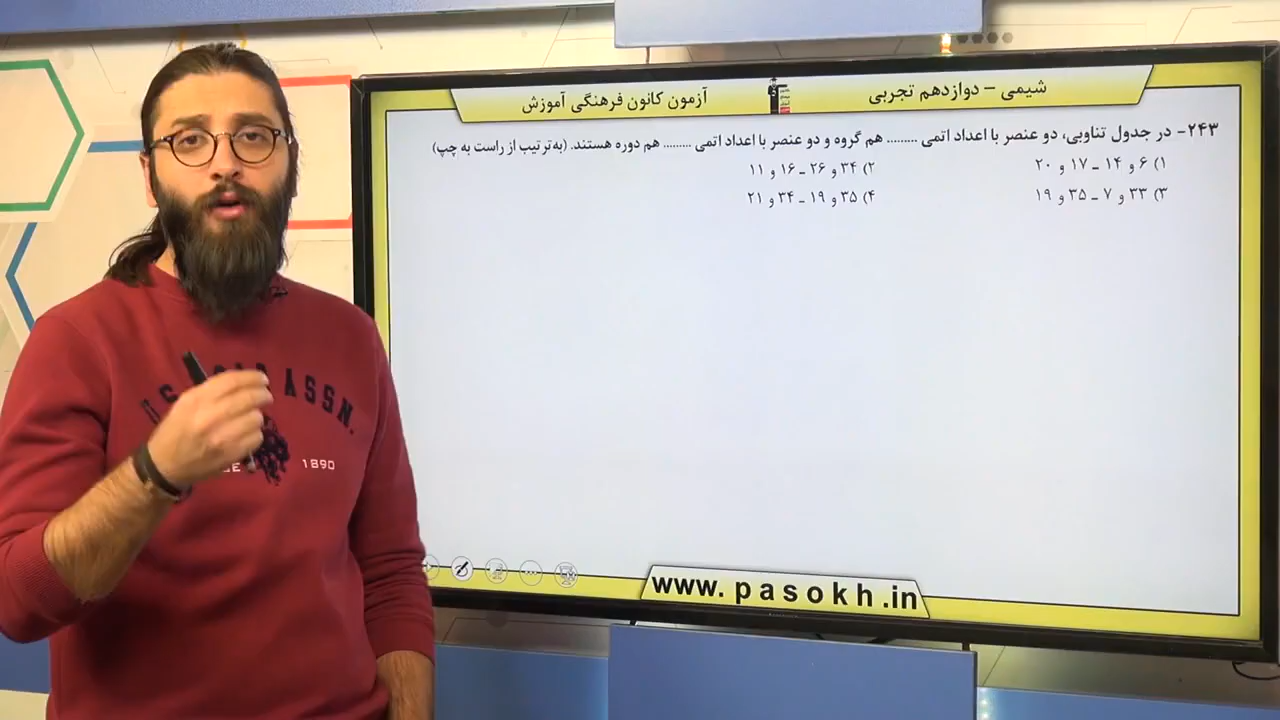 شیمی – دوازدهم تجربی
آزمون کانون فرهنگی آموزش
۲۴۳- در جدول تناوبی، دو عنصر با اعداد اتمی ......... هم گروه و دو عنصر با اعداد اتمی ......... هم دوره هستند. (به‌ترتیب از راست به چپ)
۱) ۶ و ۱۴ ـ ۱۷ و ۲۰
۲) ۳۴ و ۲۶ ـ ۱۶ و ۱۱
۳) ۳۳ و ۷ ـ ۳۵ و ۱۹
۴) ۳۵ و ۱۹ ـ ۳۴ و ۲۱
www.pasokh.in
ASSN.
1890